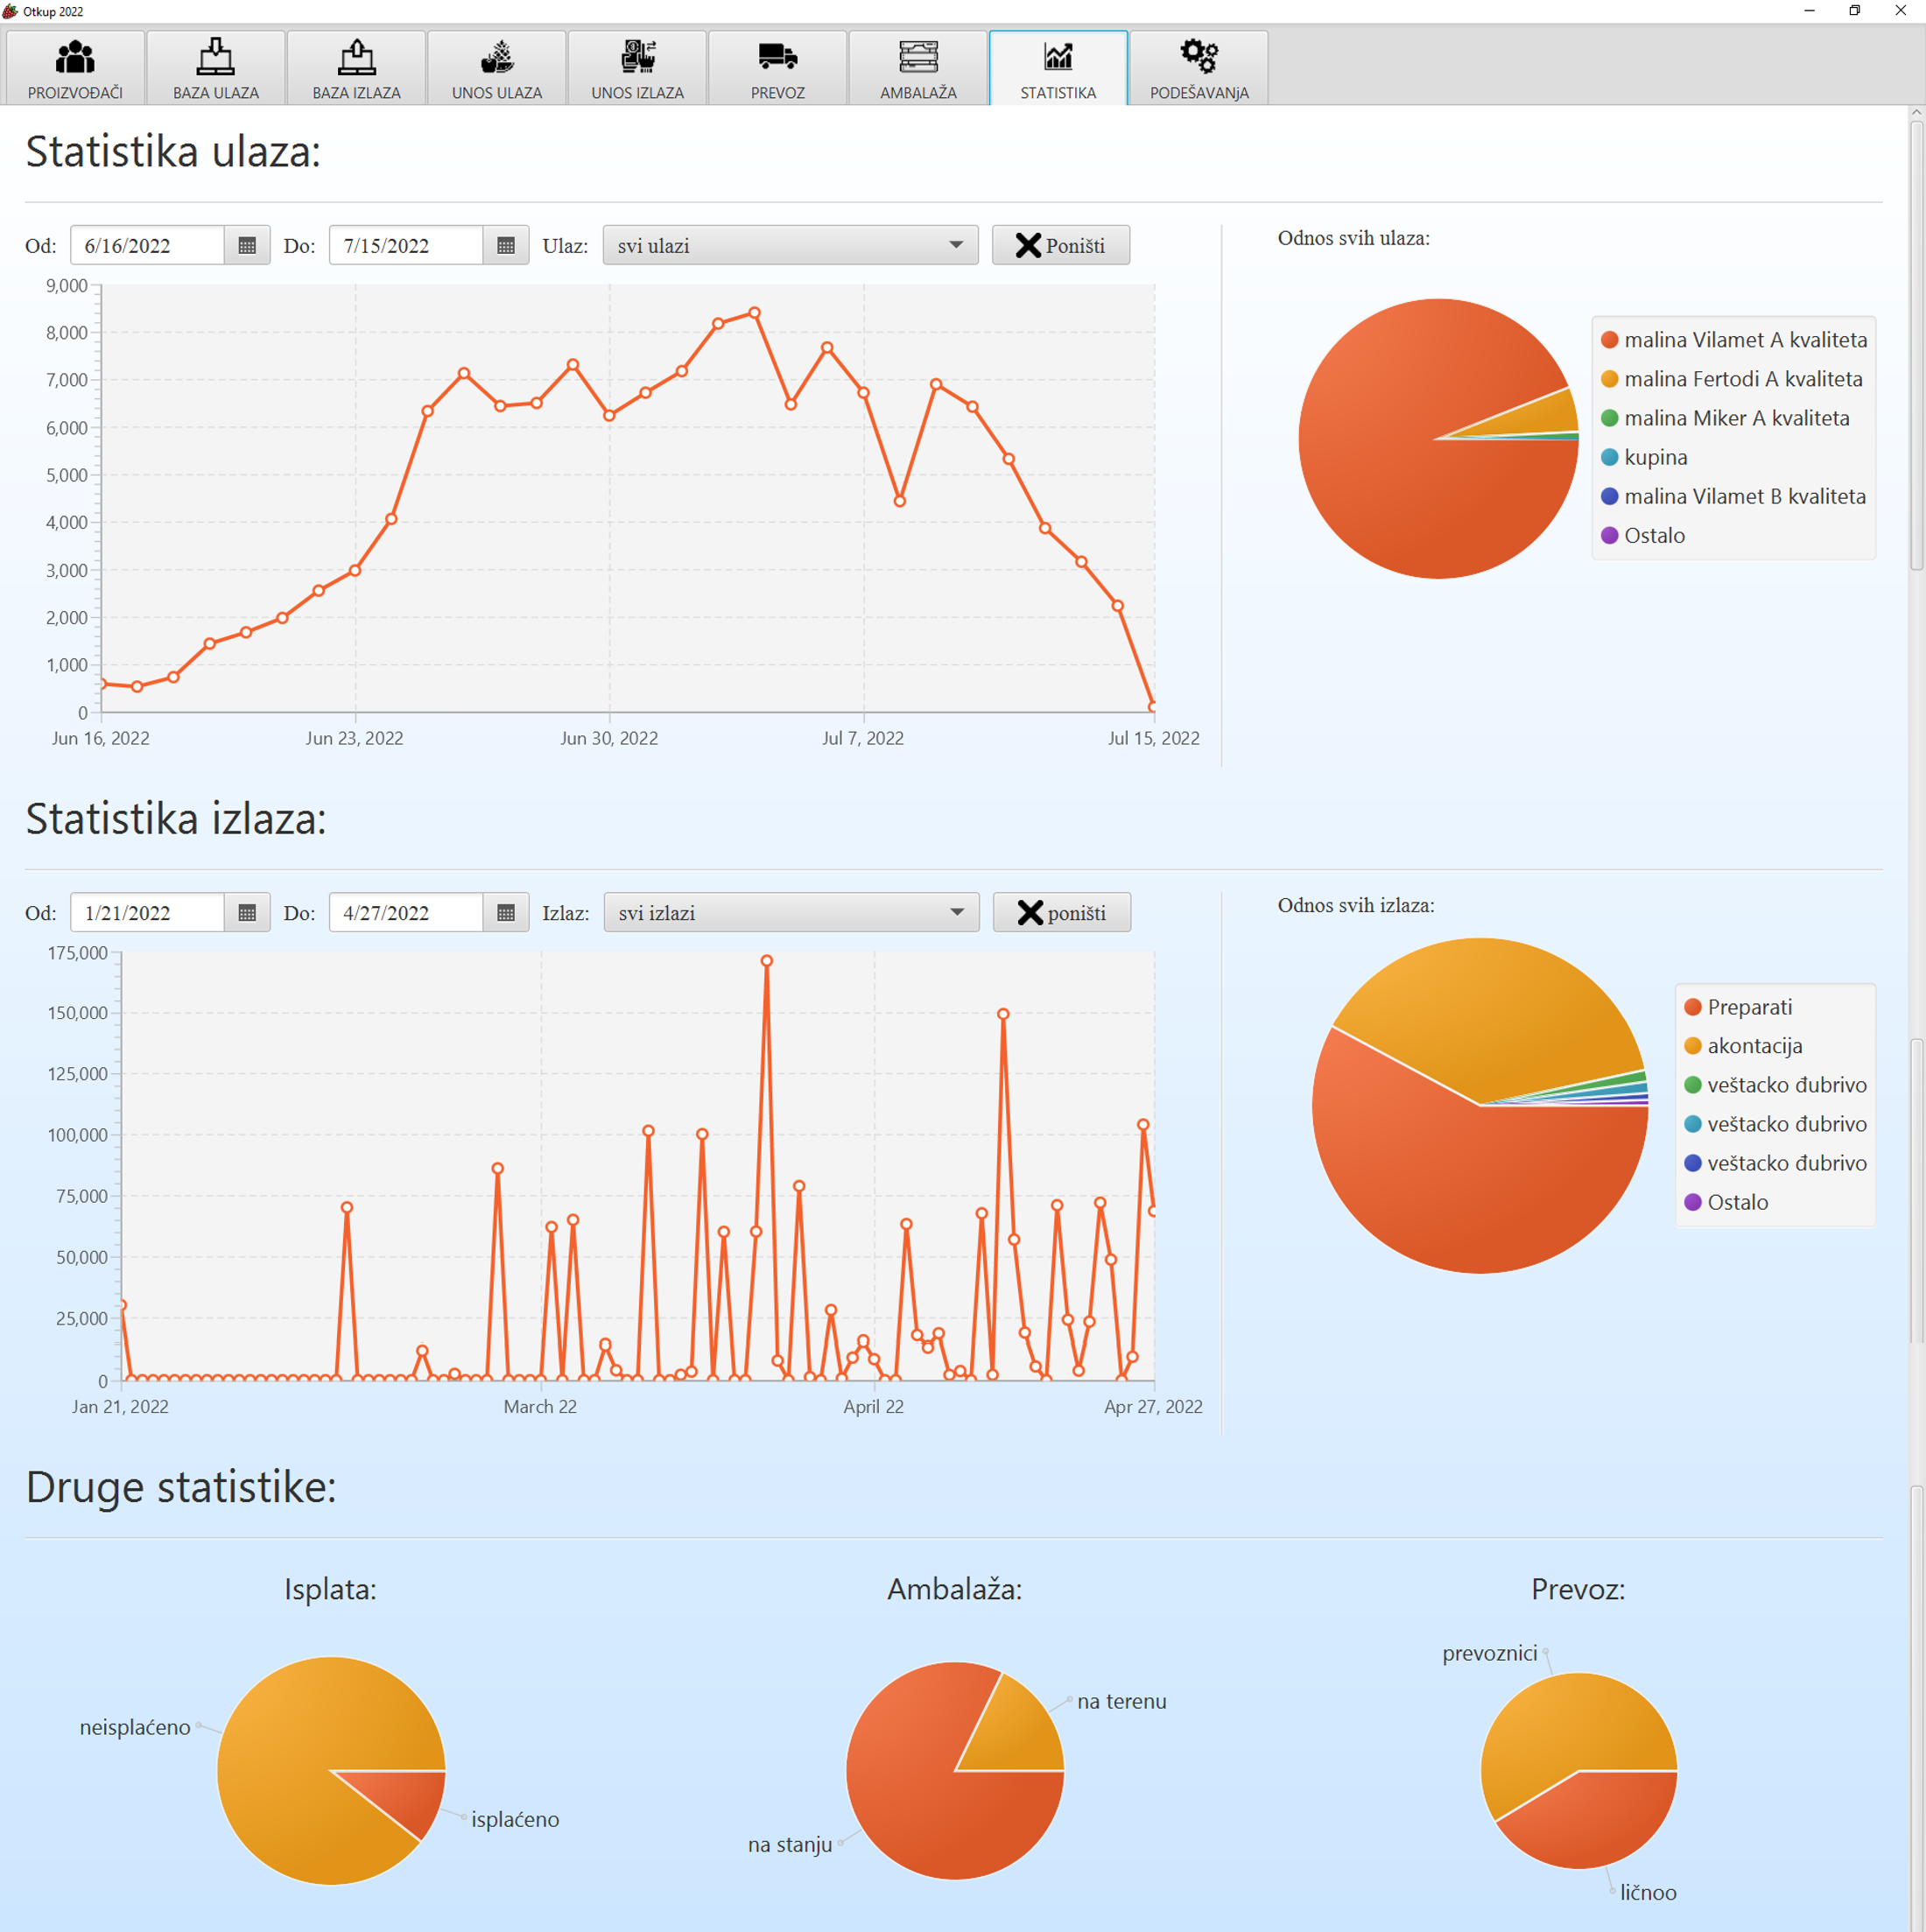 Otkup 2022
PROIZVOĐAČI BAZA ULAZA BAZA IZLAZA UNOS ULAZA UNOS IZLAZA PREVOZ AMBALAŽA STATISTIKA PODEŠAVANjA
Statistika ulaza:
Od: 6/16/2022 Do: 7/15/2022 Ulaz: svi ulazi Poništi
9,000
8,000
7,000
6,000
5,000
4,000
3,000
2,000
1,000
0
Jun 16, 2022 Jun 23, 2022 Jun 30, 2022 Jul 7, 2022 Jul 15, 2022
Odnos svih ulaza:
malina Vilamet A kvaliteta
malina Fertodi A kvaliteta
malina Miker A kvaliteta
kupina
malina Vilamet B kvaliteta
Ostalo
Statistika izlaza:
Od: 1/21/2022 Do: 4/27/2022 Izlaz: svi izlazi poništi
175,000
150,000
125,000
100,000
75,000
50,000
25,000
0
Jan 21, 2022 March 22 April 22 Apr 27, 2022
Odnos svih izlaza:
Preparati
akontacija
veštacko đubrivo
veštacko đubrivo
veštacko đubrivo
Ostalo
Druge statistike:
Isplata:
neisplaćeno
isplaćeno
Ambalaža:
na terenu
na stanju
Prevoz:
prevoznici
ličnoo